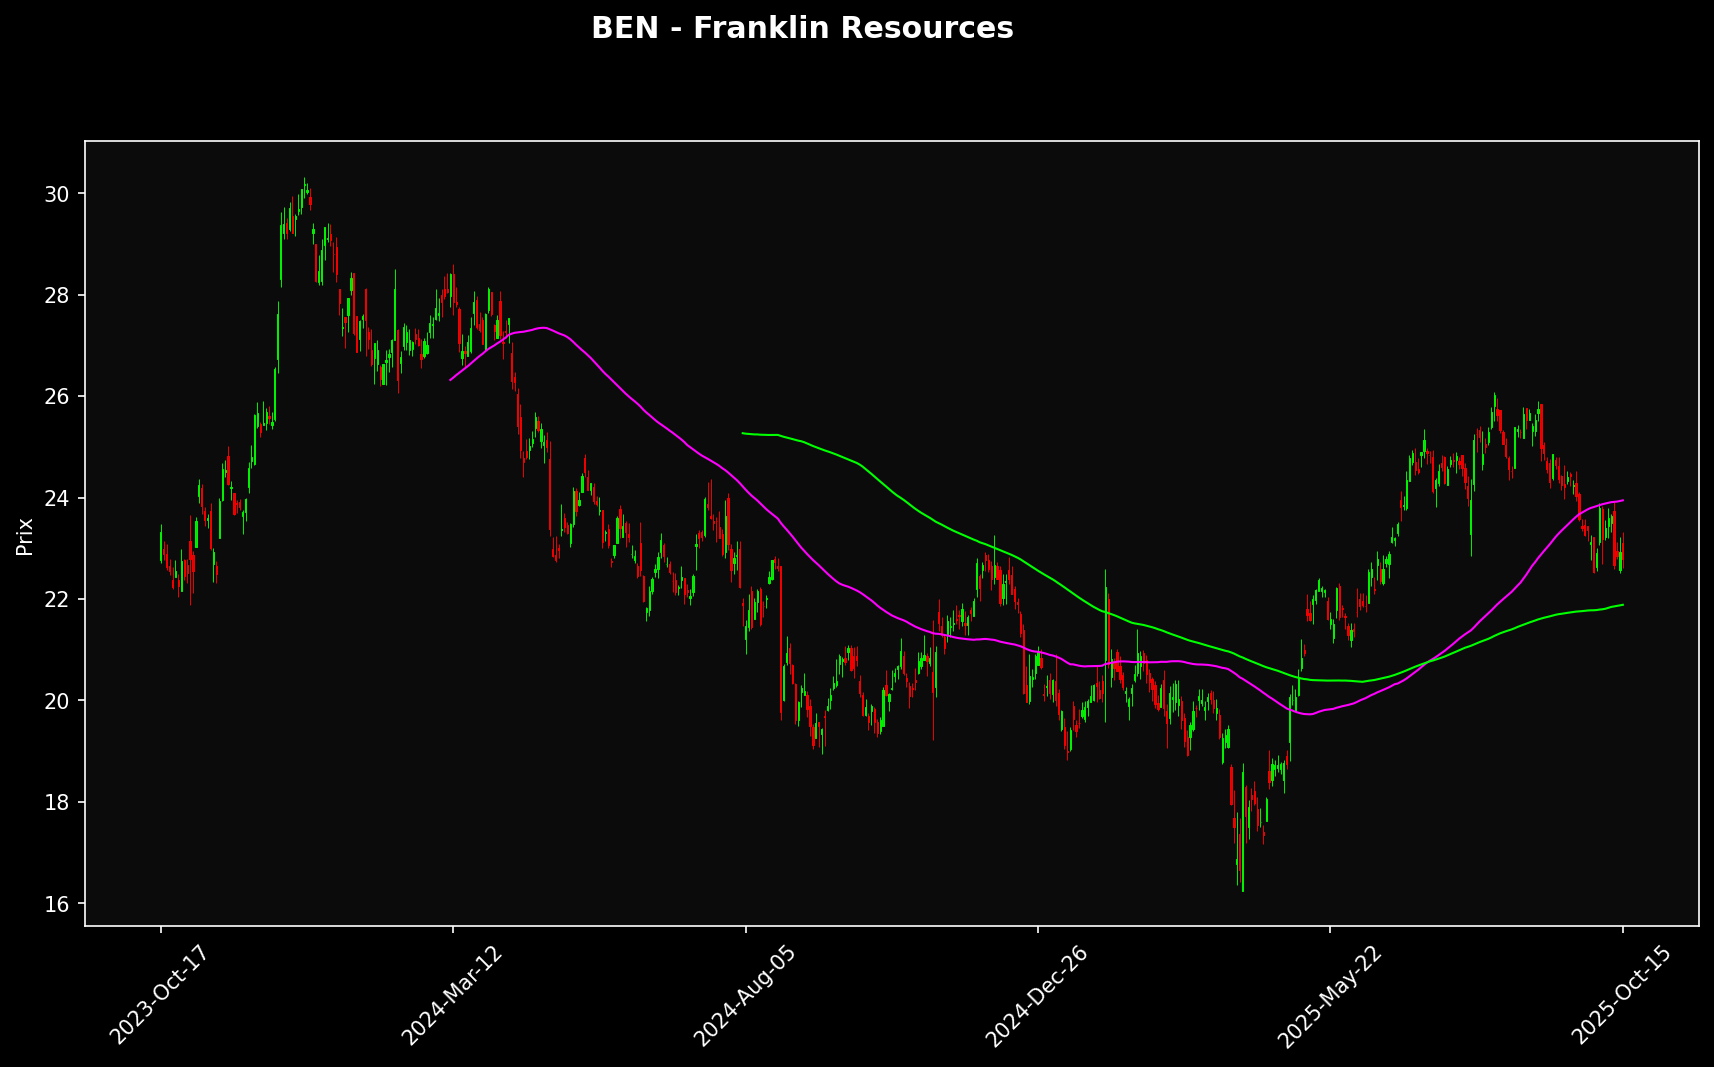 BEN - Franklin Resources
Prix
30
28
26
24
22
20
18
16
2023-Oct-17
2024-Mar-12
2024-Aug-05
2024-Dec-26
2025-May-22
2025-Oct-15